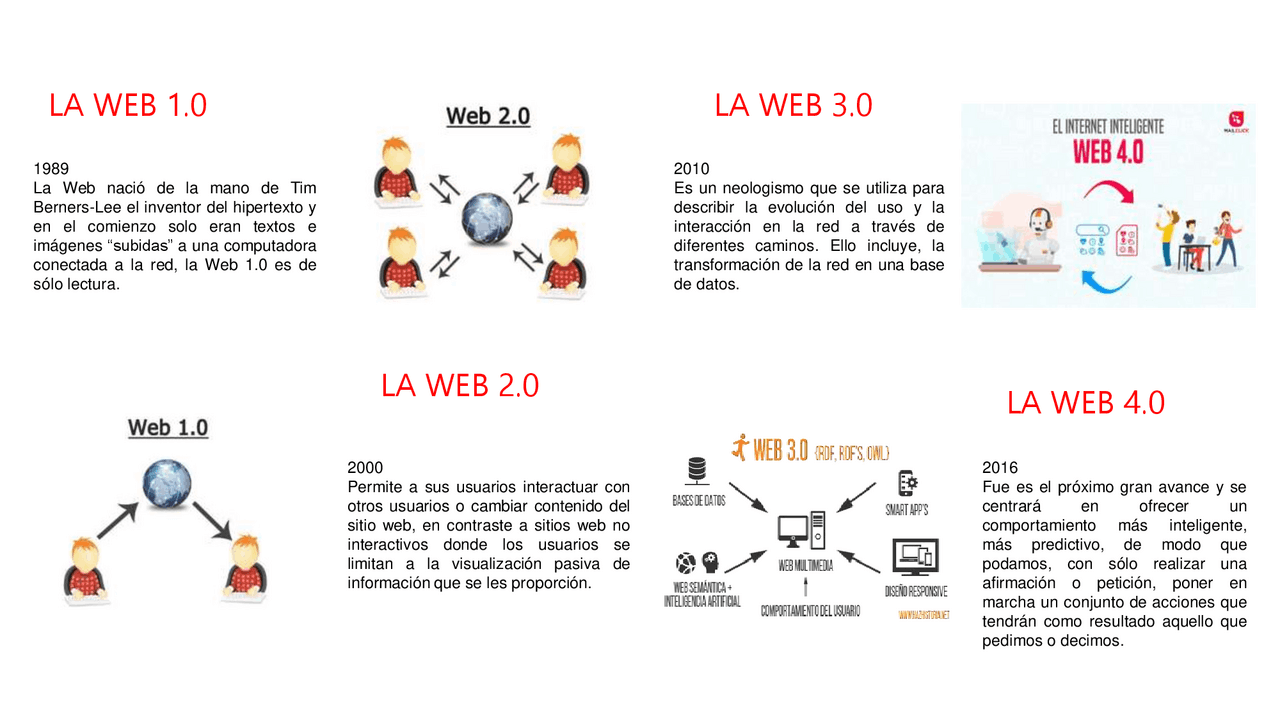 LA WEB 1.0
1989
La Web nació de la mano de Tim
Berners-Lee el inventor del hipertexto y
en el comienzo solo eran textos e
imágenes “subidas” a una computadora
conectada a la red, la Web 1.0 es de
sólo lectura.
Web 1.0
Web 2.0
LA WEB 2.0
2000
Permite a sus usuarios interactuar con
otros usuarios o cambiar contenido del
sitio web, en contraste a sitios web no
interactivos donde los usuarios se
limitan a la visualización pasiva de
información que se les proporción.
LA WEB 3.0
2010
Es un neologismo que se utiliza para
describir la evolución del uso y la
interacción en la red a través de
diferentes caminos. Ello incluye, la
transformación de la red en una base
de datos.
WEB 3.0 {RDF, RDF'S, OWL}
BASES DE DATOS
SMART APP'S
WEB MULTIMEDIA
WEB SEMÁNTICA +
INTELIGENCIA ARTIFICIAL
DISEÑO RESPONSIVE
COMPORTAMIENTO DEL USUARIO
EL INTERNET INTELIGENTE
WEB 4.0
MAILCLICK
LA WEB 4.0
2016
Fue es el próximo gran avance y se
centrará en ofrecer un
comportamiento más inteligente,
más predictivo, de modo que
podamos, con sólo realizar una
afirmación o petición, poner en
marcha un conjunto de acciones que
tendrán como resultado aquello que
pedimos o decimos.